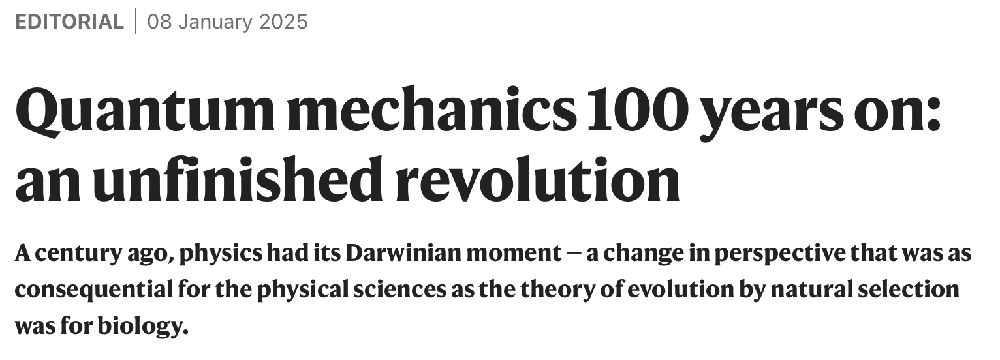 EDITORIAL | 08 January 2025
Quantum mechanics 100 years on:
an unfinished revolution
A century ago, physics had its Darwinian moment — a change in perspective that was as
consequential for the physical sciences as the theory of evolution by natural selection
was for biology.